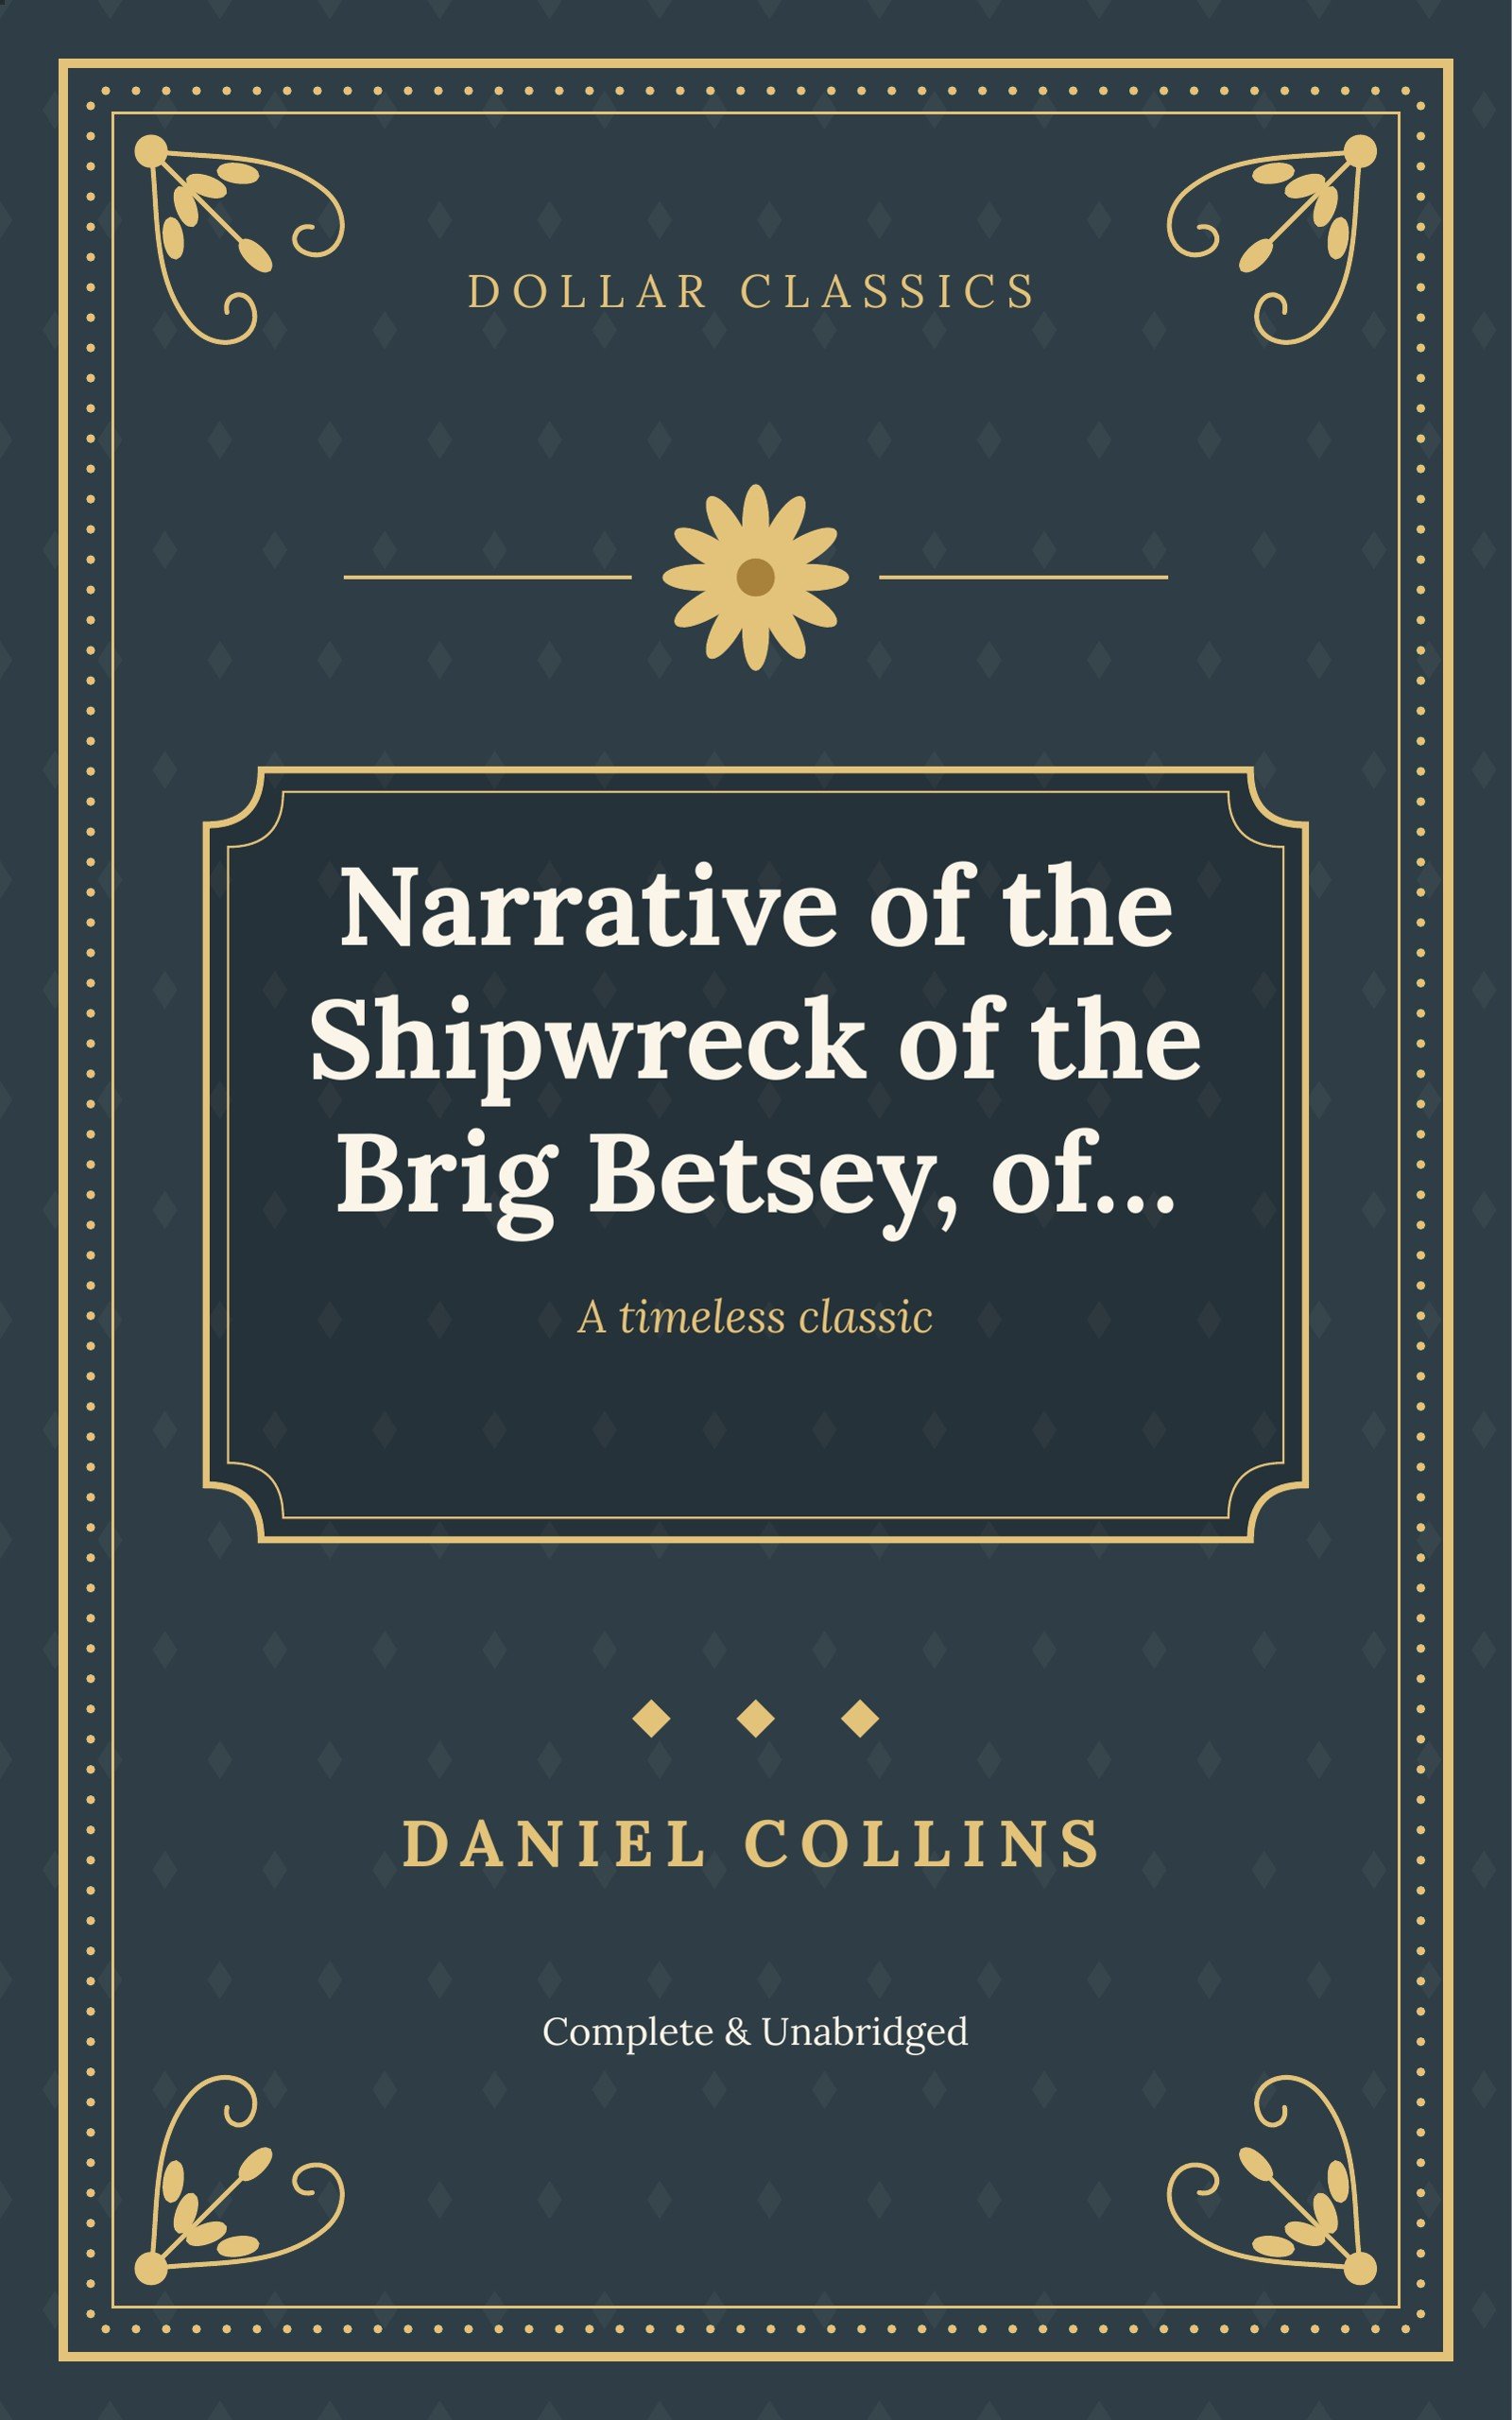 DOLLAR CLASSICS
Narrative of the
Shipwreck of the
Brig Betsey, of...
A timeless classic
DANIEL COLLINS
Complete & Unabridged